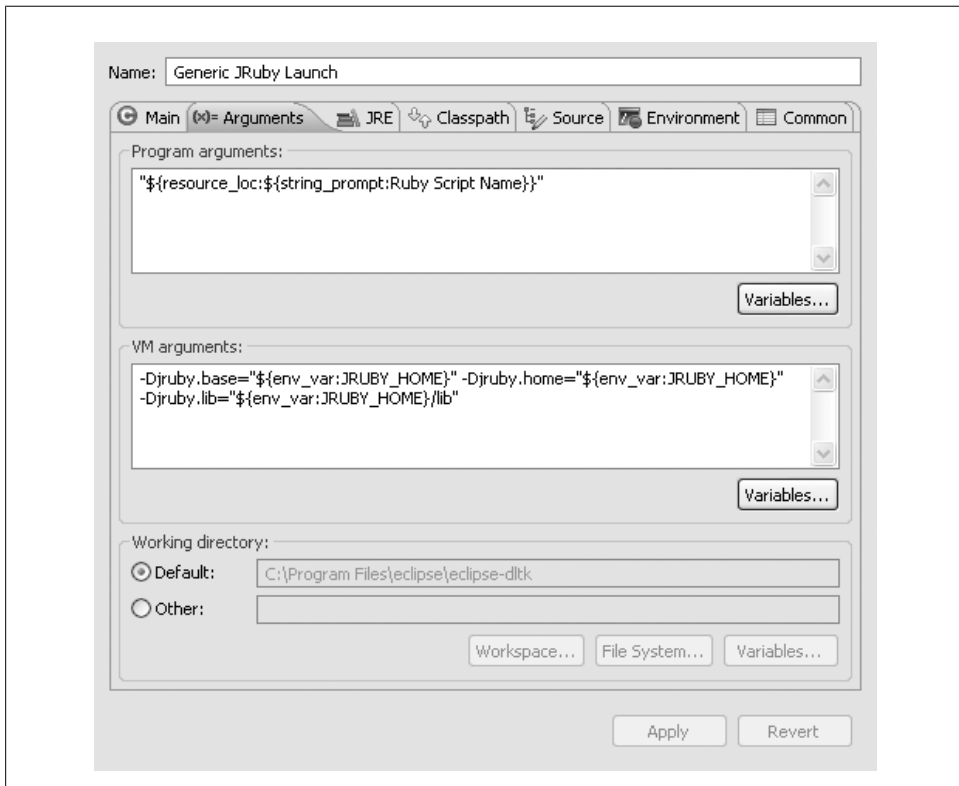 Name: Generic JRuby Launch
Main (x)= Arguments JRE Classpath Source Environment Common
Program arguments:
"${resource_loc:${string_prompt:Ruby Script Name}}"
Variables...
VM arguments:
-Djruby.base="${env_var:JRUBY_HOME}" -Djruby.home="${env_var:JRUBY_HOME}"
-Djruby.lib="${env_var:JRUBY_HOME}/lib"
Variables...
Working directory:
Default: C:\Program Files\eclipse\eclipse-dltk
Other:
Workspace... File System... Variables...
Apply Revert